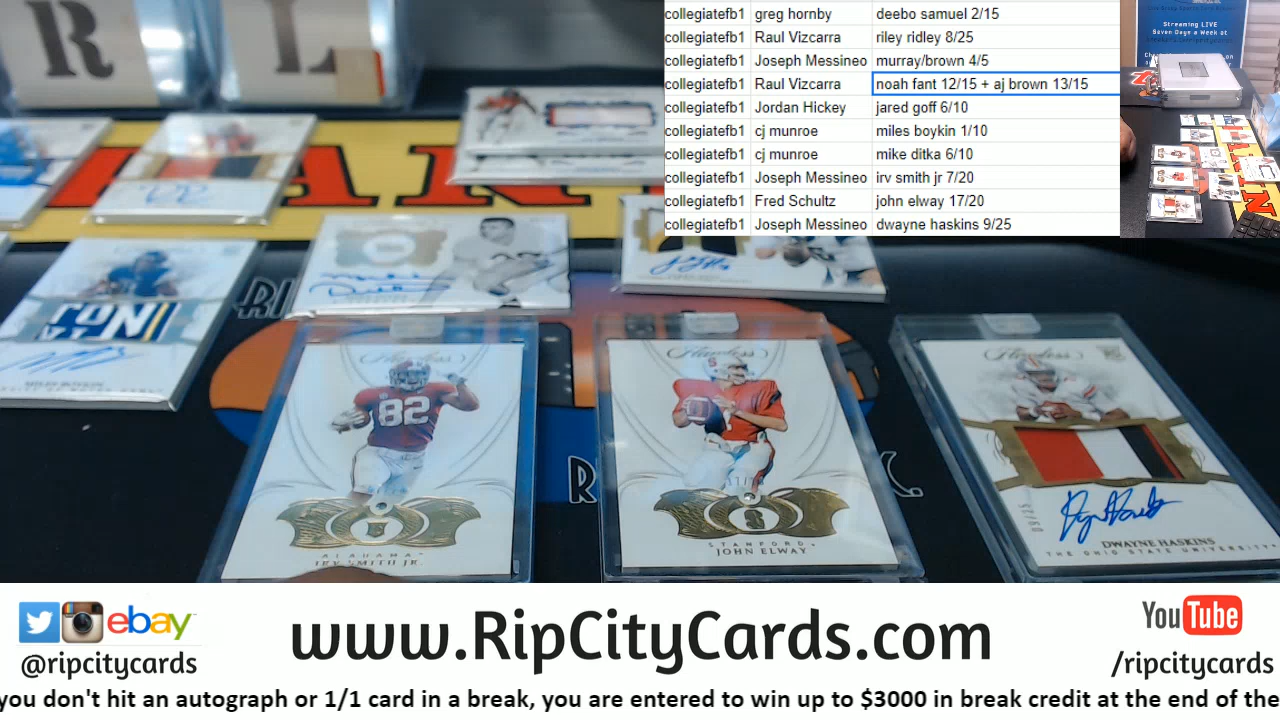 collegiatefb1 greg hornby deebo samuel 2/15
collegiatefb1 Raul Vizcarra riley ridley 8/25
collegiatefb1 Joseph Messineo murray/brown 4/5
collegiatefb1 Raul Vizcarra noah fant 12/15 + aj brown 13/15
collegiatefb1 Jordan Hickey jared goff 6/10
collegiatefb1 cj munroe miles boykin 1/10
collegiatefb1 cj munroe mike ditka 6/10
collegiatefb1 Joseph Messineo irv smith jr 7/20
collegiatefb1 Fred Schultz john elway 17/20
collegiatefb1 Joseph Messineo dwayne haskins 9/25
Streaming LIVE
Seven Days a Week at
R L
MILES BOYKIN
Flawless
82
ALABAMA
IRV SMITH JR.
Flawless
S
STANFORD
JOHN ELWAY
Flawless
09/25
DWAYNE HASKINS
THE OHIO STATE UNIVERSITY
ebay
@ripcitycards
www.RipCityCards.com
YouTube
/ripcitycards
you don't hit an autograph or 1/1 card in a break, you are entered to win up to $3000 in break credit at the end of the